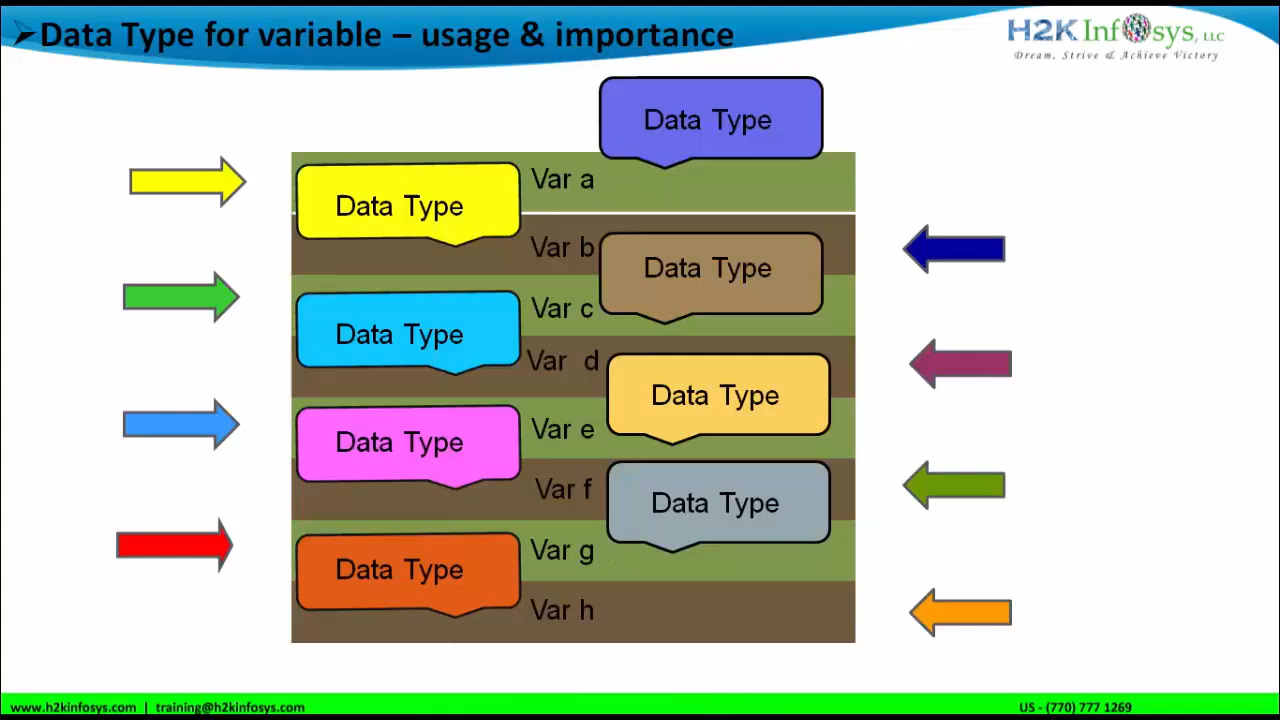 ➢Data Type for variable – usage & importance
H2K Infosys, LLC
Dream, Strive & Achieve Victory
Data Type
Var a
Data Type
Var b
Data Type
Var c
Data Type
Var d
Data Type
Var e
Data Type
Var f
Data Type
Var g
Data Type
Var h
www.h2kinfosys.com | training@h2kinfosys.com
US - (770) 777 1269